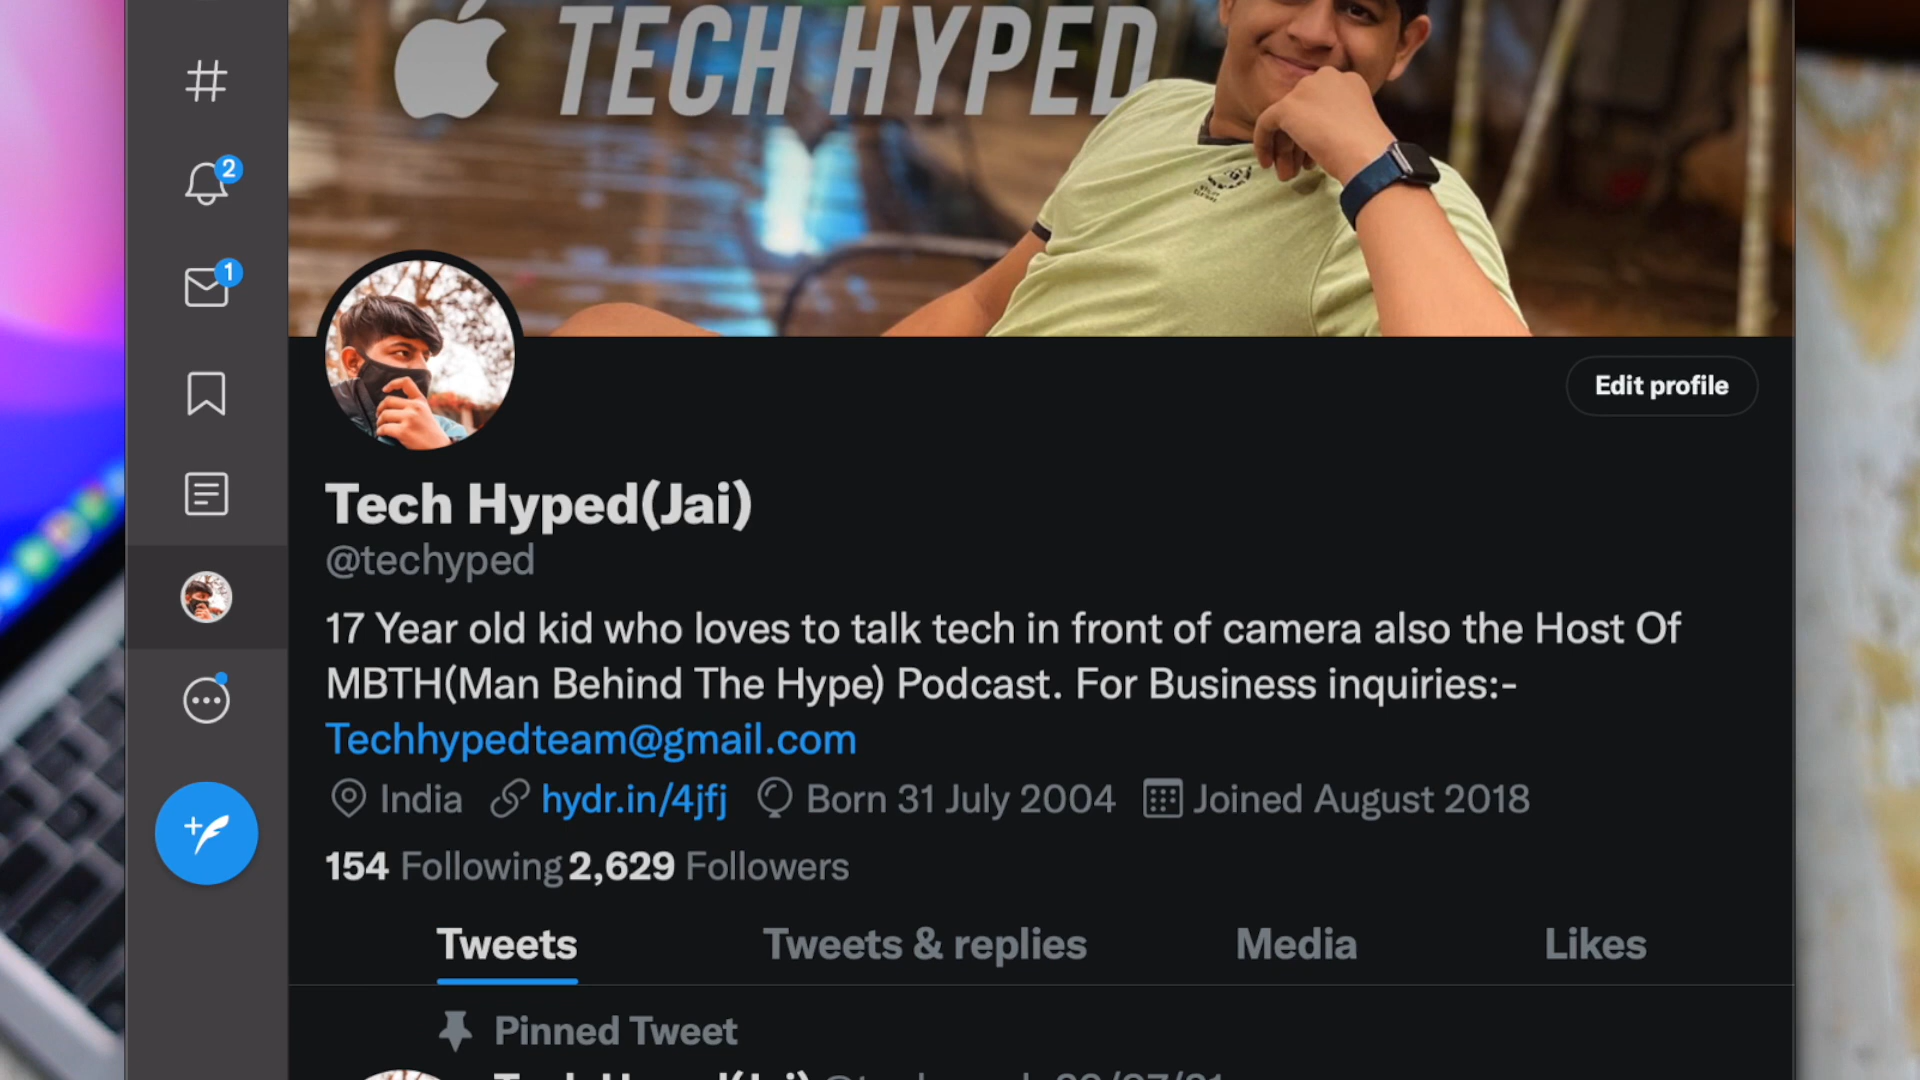 TECH HYPED
2
1
Edit profile
Tech Hyped(Jai)
@techyped
17 Year old kid who loves to talk tech in front of camera also the Host Of
MBTH(Man Behind The Hype) Podcast. For Business inquiries:-
Techhypedteam@gmail.com
India hydr.in/4jfj Born 31 July 2004 Joined August 2018
154 Following 2,629 Followers
Tweets Tweets & replies Media Likes
Pinned Tweet